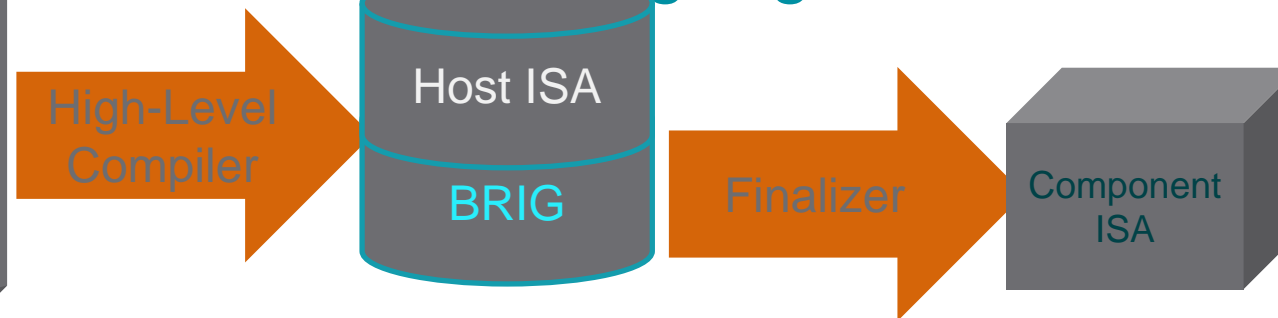 High-Level
Compiler
Host ISA
BRIG
Finalizer
Component
ISA